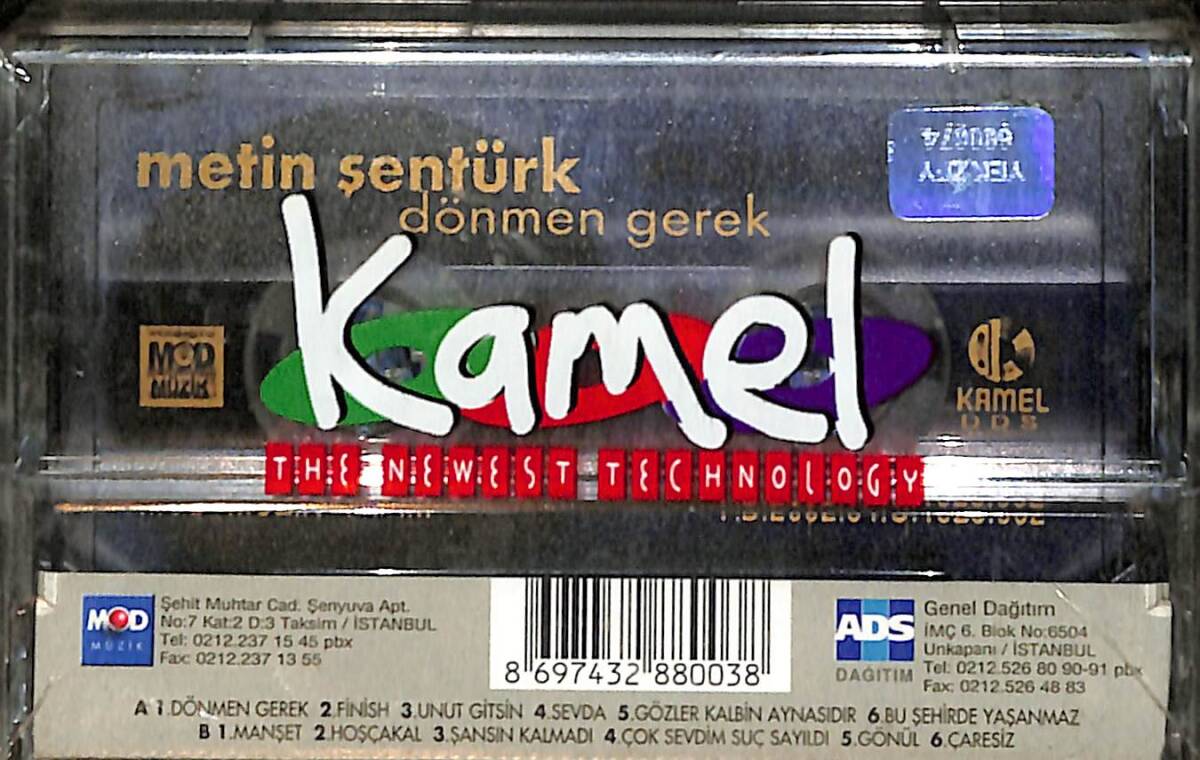 metin şentürk
dönmen gerek
Kamel
THE NEWEST TECHNOLOGY
MOD
MÜZİK
KAMEL
DDS
MOD
MÜZİK
Şehit Muhtar Cad. Şenyuva Apt.
No:7 Kat:2 D:3 Taksim / İSTANBUL
Tel: 0212.237 15 45 pbx
Fax: 0212.237 13 55
8 697432 880038
ADS
DAĞITIM
Genel Dağıtım
İMÇ 6. Blok No:6504
Unkapanı / İSTANBUL
Tel: 0212.526 80 90-91 pbx
Fax: 0212.526 48 83
A 1.DÖNMEN GEREK 2.FINISH 3.UNUT GİTSİN 4.SEVDA 5.GÖZLER KALBİN AYNASIDIR 6.BU ŞEHİRDE YAŞANMAZ
B 1.MANŞET 2.HOŞÇAKAL 3.ŞANSIN KALMADI 4.ÇOK SEVDİM SUÇ SAYILDI 5.GÖNÜL 6.ÇARESİZ